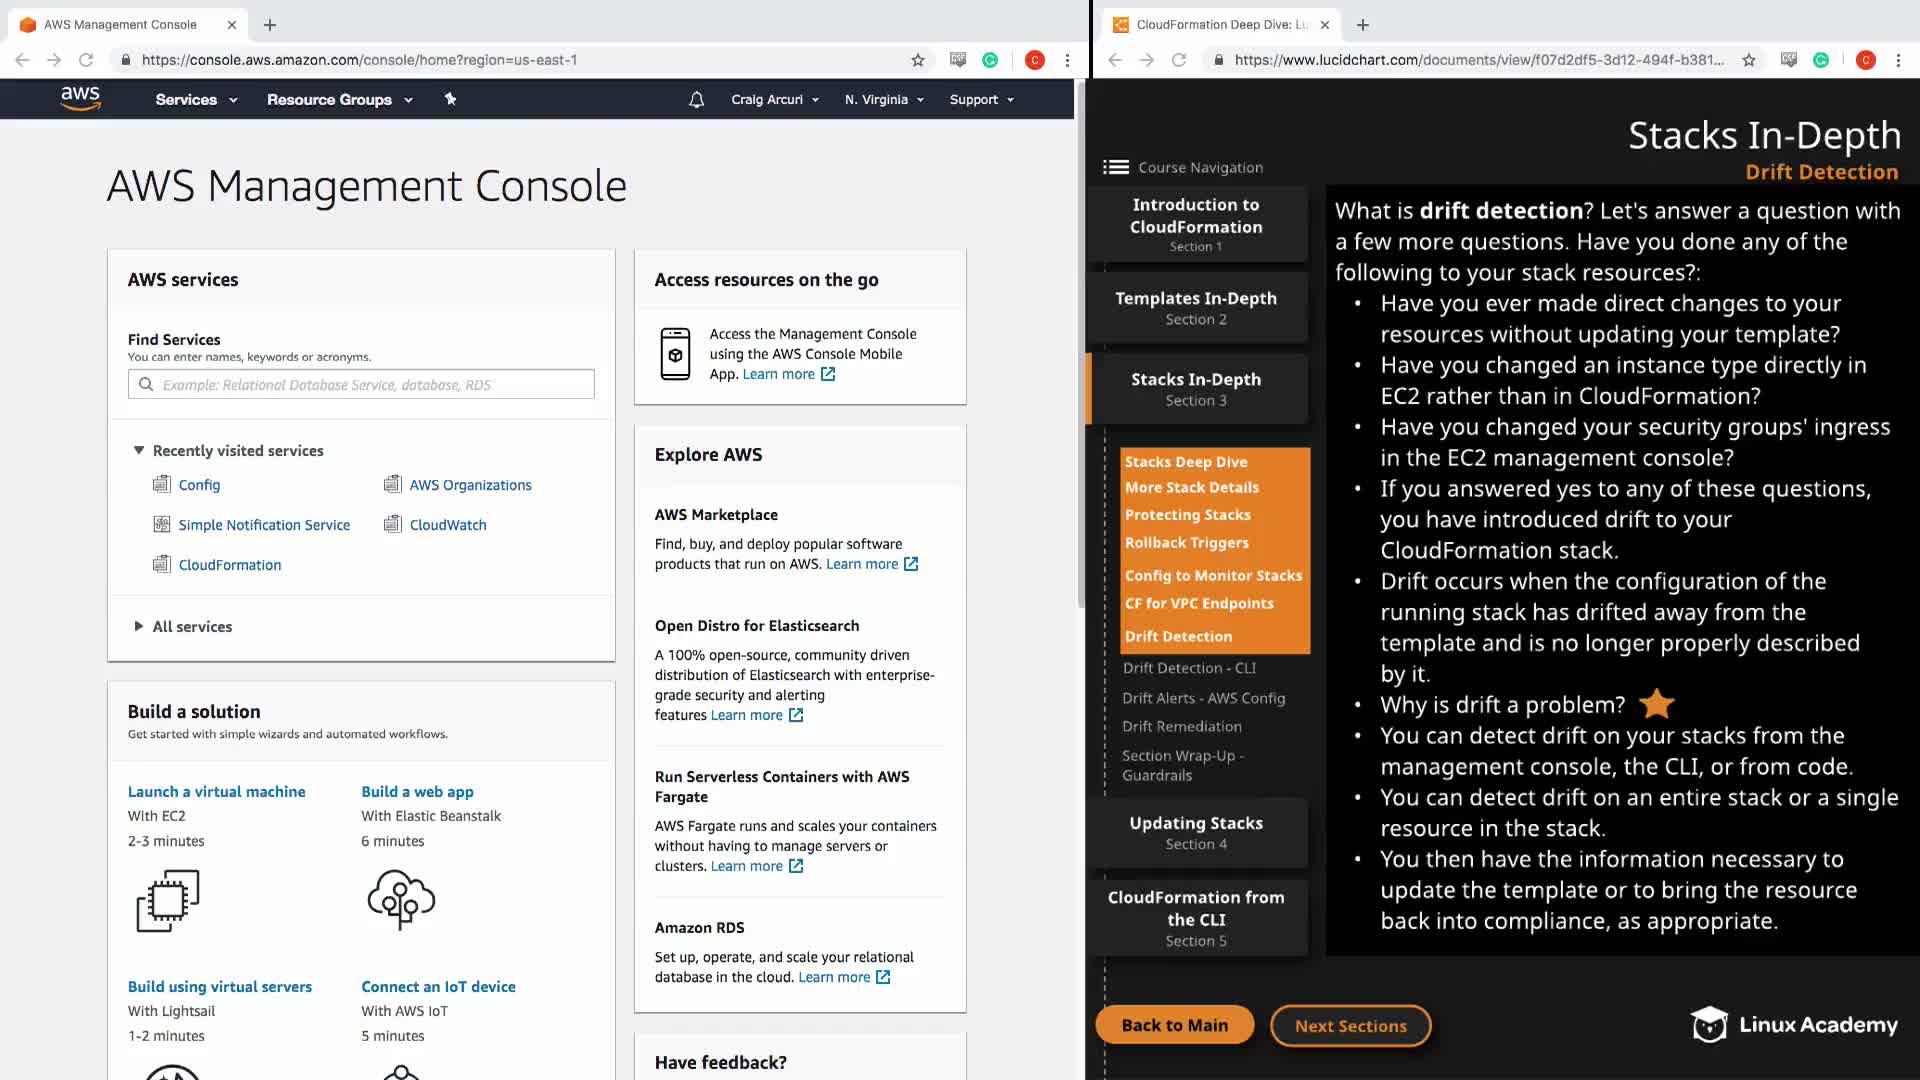 AWS Management Console
https://console.aws.amazon.com/console/home?region=us-east-1
C
aws
Services
Resource Groups
Craig Arcuri
N. Virginia
Support
AWS Management Console
AWS services
Find Services
You can enter names, keywords or acronyms.
Example: Relational Database Service, database, RDS
Recently visited services
Config
AWS Organizations
Simple Notification Service
CloudWatch
CloudFormation
All services
Build a solution
Get started with simple wizards and automated workflows.
Launch a virtual machine
With EC2
2-3 minutes
Build a web app
With Elastic Beanstalk
6 minutes
Build using virtual servers
With Lightsail
1-2 minutes
Connect an IoT device
With AWS IoT
5 minutes
Access resources on the go
Access the Management Console
using the AWS Console Mobile
App. Learn more
Explore AWS
AWS Marketplace
Find, buy, and deploy popular software
products that run on AWS. Learn more
Open Distro for Elasticsearch
A 100% open-source, community driven
distribution of Elasticsearch with enterprise-
grade security and alerting
features Learn more
Run Serverless Containers with AWS
Fargate
AWS Fargate runs and scales your containers
without having to manage servers or
clusters. Learn more
Amazon RDS
Set up, operate, and scale your relational
database in the cloud. Learn more
Have feedback?
CloudFormation Deep Dive: Lu
https://www.lucidchart.com/documents/view/f07d2df5-3d12-494f-b381...
C
Stacks In-Depth
Drift Detection
Course Navigation
Introduction to
CloudFormation
Section 1
Templates In-Depth
Section 2
Stacks In-Depth
Section 3
Stacks Deep Dive
More Stack Details
Protecting Stacks
Rollback Triggers
Config to Monitor Stacks
CF for VPC Endpoints
Drift Detection
Drift Detection - CLI
Drift Alerts - AWS Config
Drift Remediation
Section Wrap-Up -
Guardrails
Updating Stacks
Section 4
CloudFormation from
the CLI
Section 5
What is drift detection? Let's answer a question with
a few more questions. Have you done any of the
following to your stack resources?:
• Have you ever made direct changes to your
resources without updating your template?
• Have you changed an instance type directly in
EC2 rather than in CloudFormation?
• Have you changed your security groups' ingress
in the EC2 management console?
• If you answered yes to any of these questions,
you have introduced drift to your
CloudFormation stack.
• Drift occurs when the configuration of the
running stack has drifted away from the
template and is no longer properly described
by it.
• Why is drift a problem?
• You can detect drift on your stacks from the
management console, the CLI, or from code.
• You can detect drift on an entire stack or a single
resource in the stack.
• You then have the information necessary to
update the template or to bring the resource
back into compliance, as appropriate.
Back to Main
Next Sections
Linux Academy